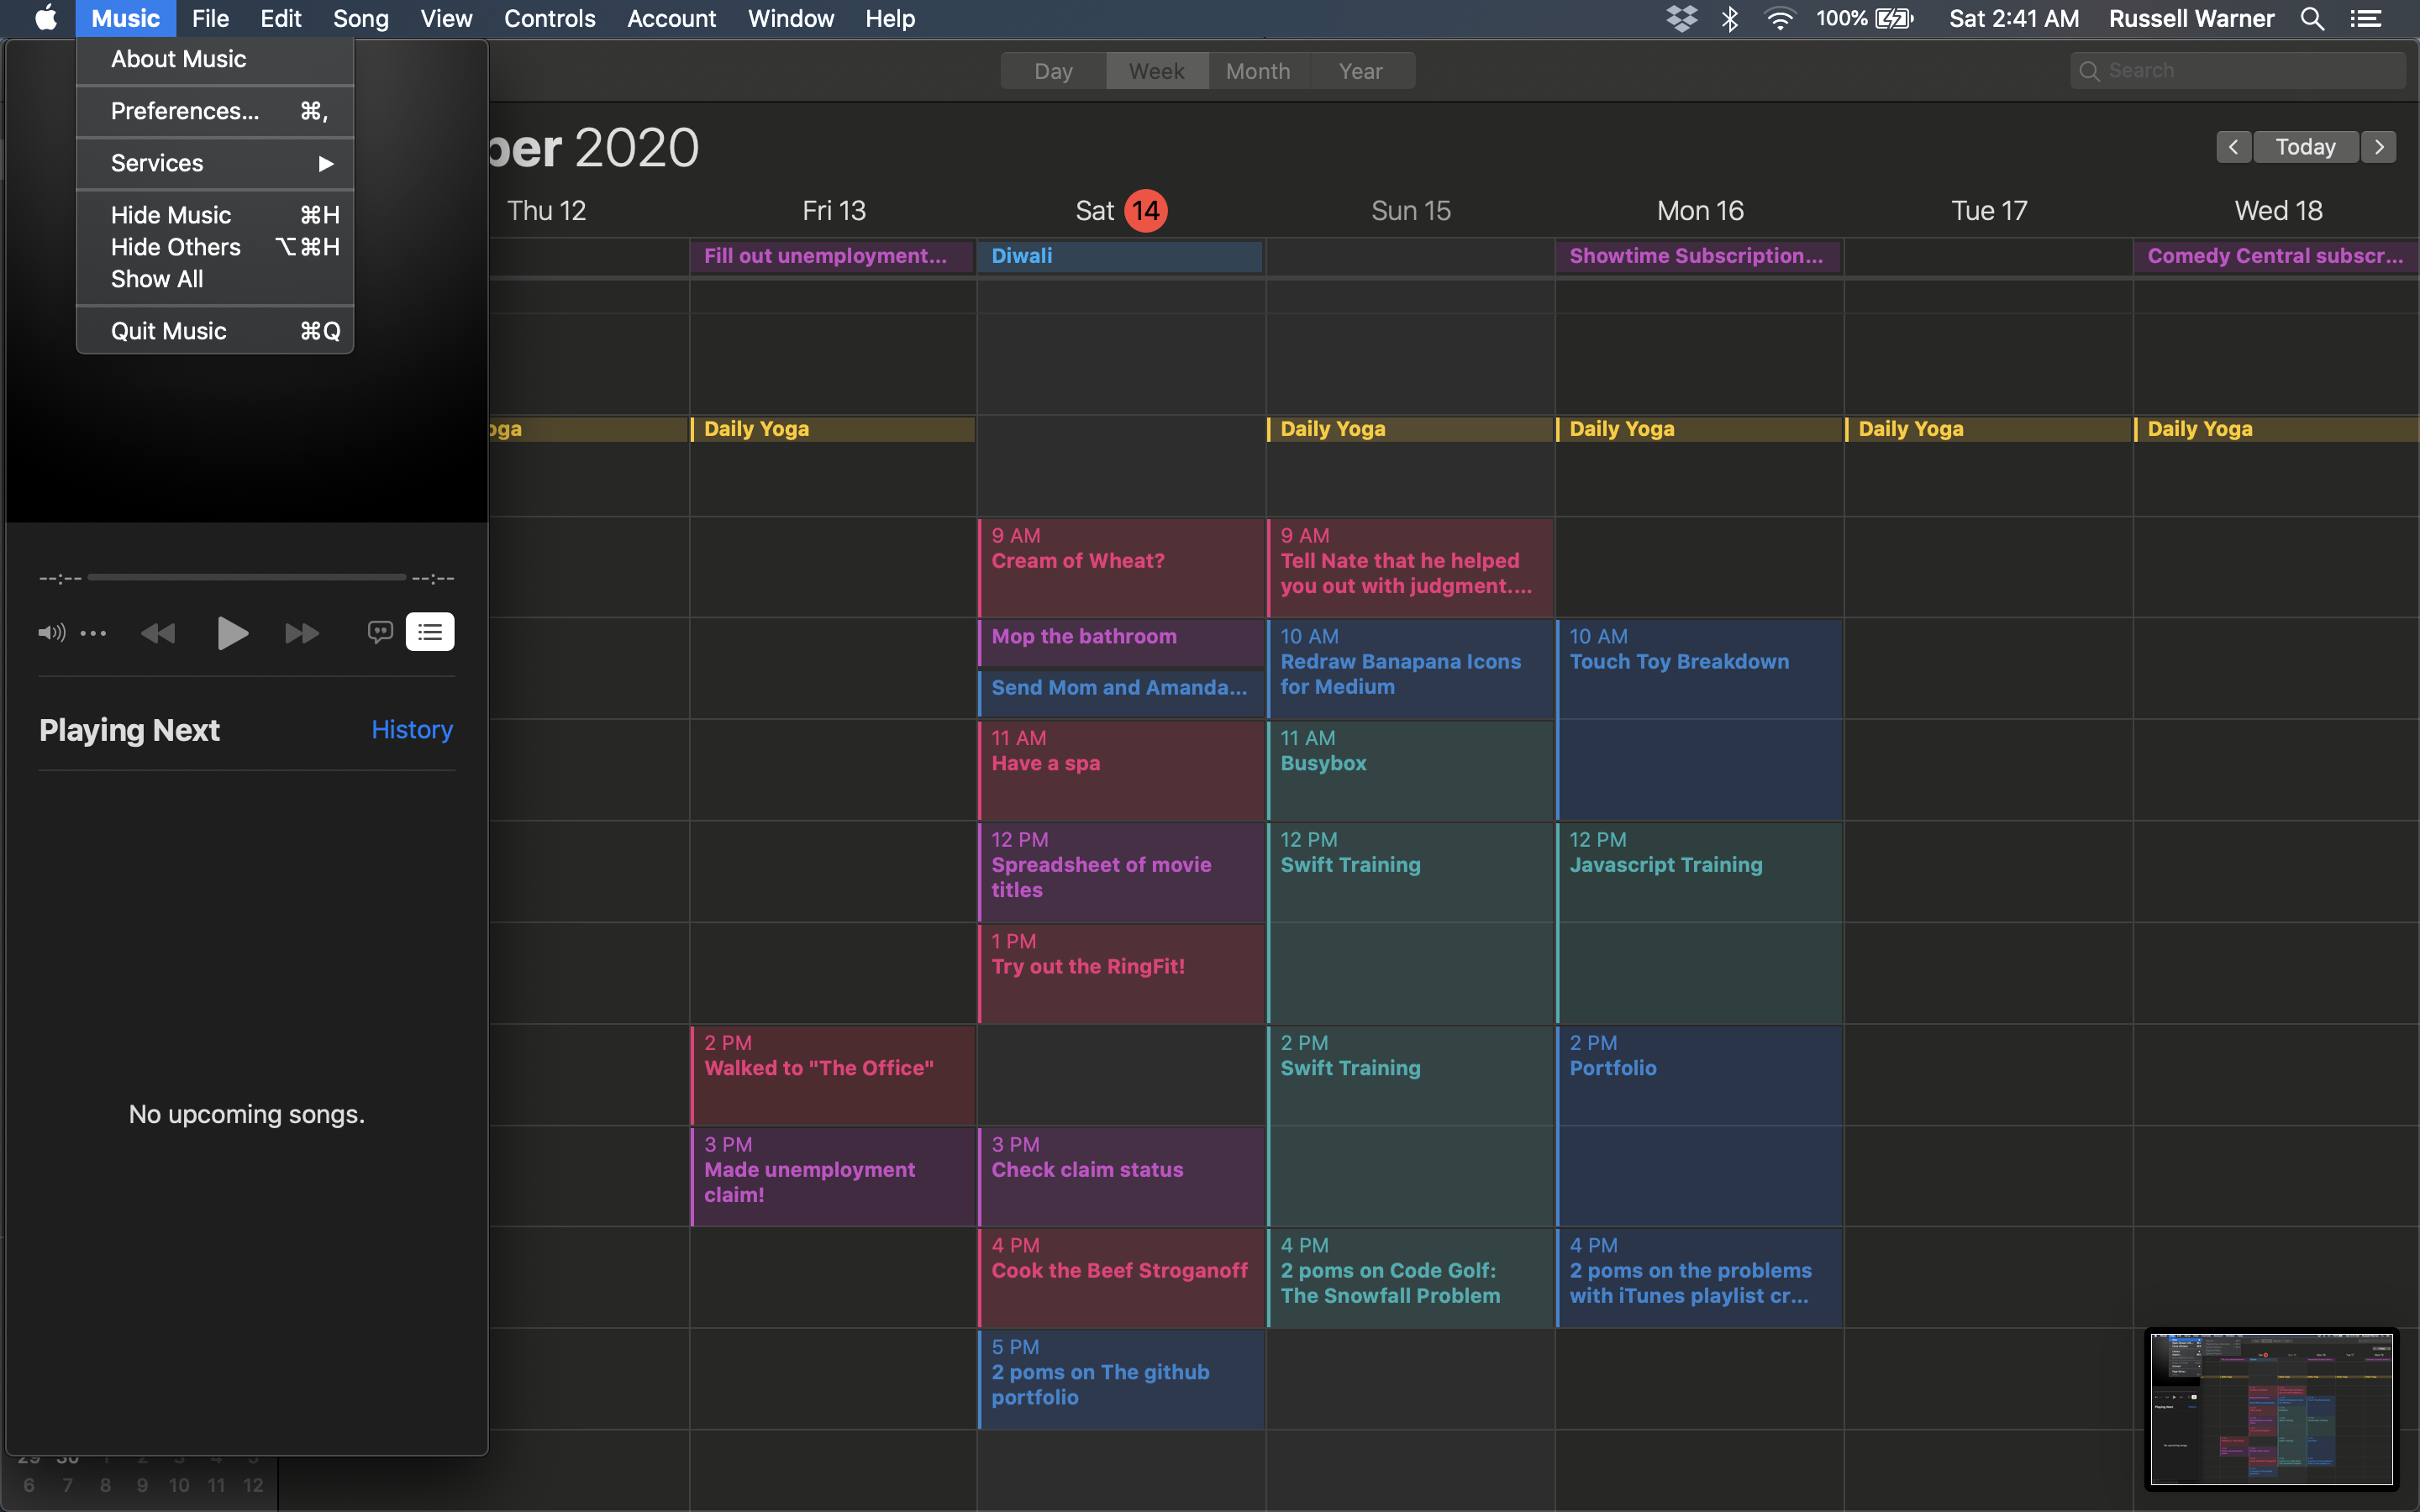 Music File Edit Song View Controls Account Window Help 100% Sat 2:41 AM Russell Warner
About Music
Preferences... ⌘,
Services ▶
Hide Music ⌘H
Hide Others ⌥⌘H
Show All
Quit Music ⌘Q
--:-- --:--
Playing Next History
No upcoming songs.
Day Week Month Year Search
ber 2020
< Today >
Thu 12 Fri 13 Sat 14 Sun 15 Mon 16 Tue 17 Wed 18
Fill out unemployment... Diwali Showtime Subscription... Comedy Central subscr...
oga Daily Yoga Daily Yoga Daily Yoga Daily Yoga Daily Yoga
2 PM
Walked to "The Office"
3 PM
Made unemployment
claim!
9 AM
Cream of Wheat?
Mop the bathroom
Send Mom and Amanda...
11 AM
Have a spa
12 PM
Spreadsheet of movie
titles
1 PM
Try out the RingFit!
3 PM
Check claim status
4 PM
Cook the Beef Stroganoff
5 PM
2 poms on The github
portfolio
9 AM
Tell Nate that he helped
you out with judgment....
10 AM
Redraw Banapana Icons
for Medium
11 AM
Busybox
12 PM
Swift Training
2 PM
Swift Training
4 PM
2 poms on Code Golf:
The Snowfall Problem
10 AM
Touch Toy Breakdown
12 PM
Javascript Training
2 PM
Portfolio
4 PM
2 poms on the problems
with iTunes playlist cr...
29 30 1 2 3 4 5
6 7 8 9 10 11 12